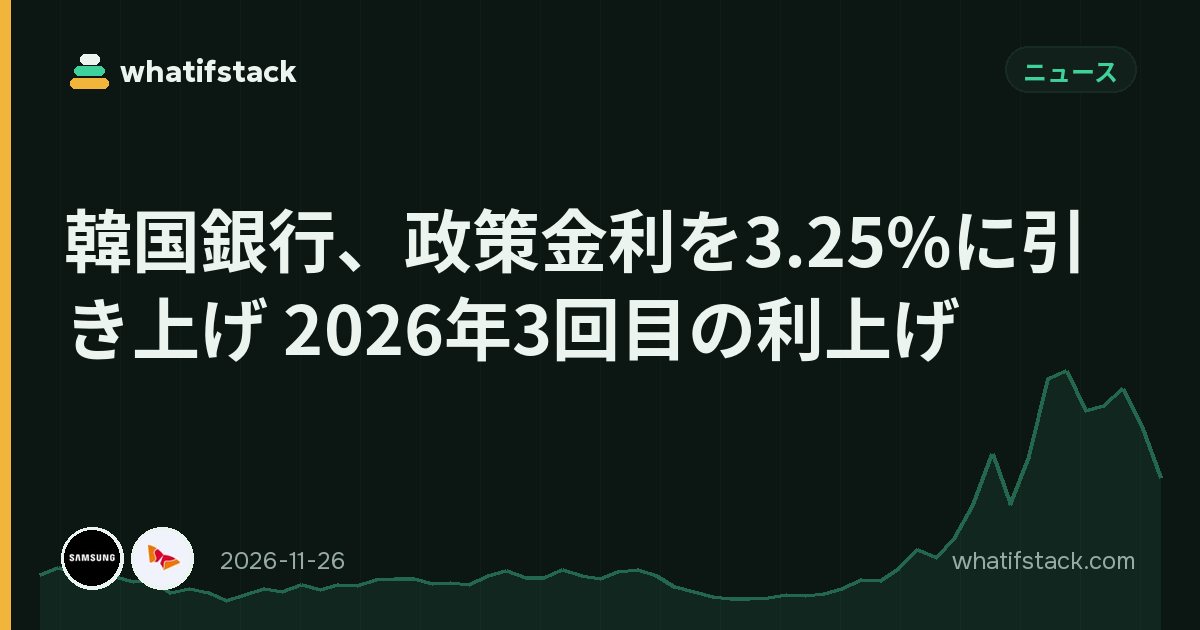 whatifstack
ニュース
韓国銀行、政策金利を3.25%に引
き上げ 2026年3回目の利上げ
SAMSUNG
2026-11-26
whatifstack.com